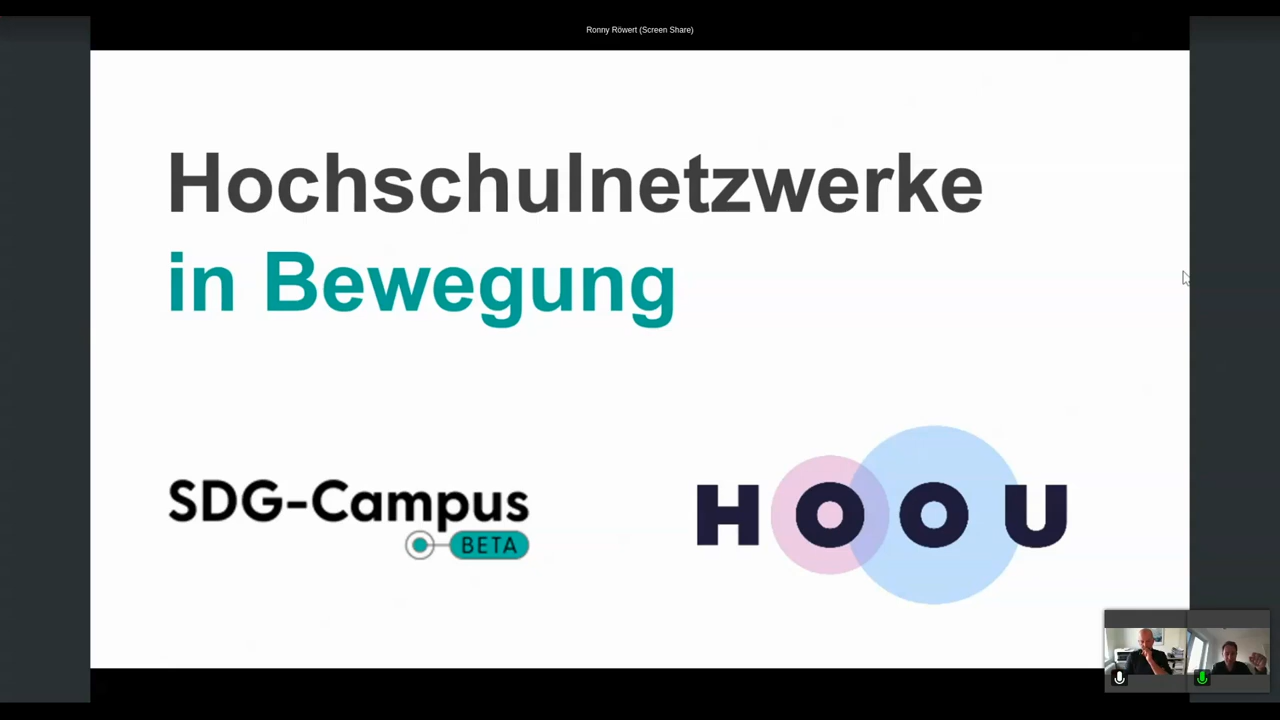 Ronny Röwert (Screen Share)
Hochschulnetzwerke
in Bewegung
SDG-Campus
BETA
HOOU